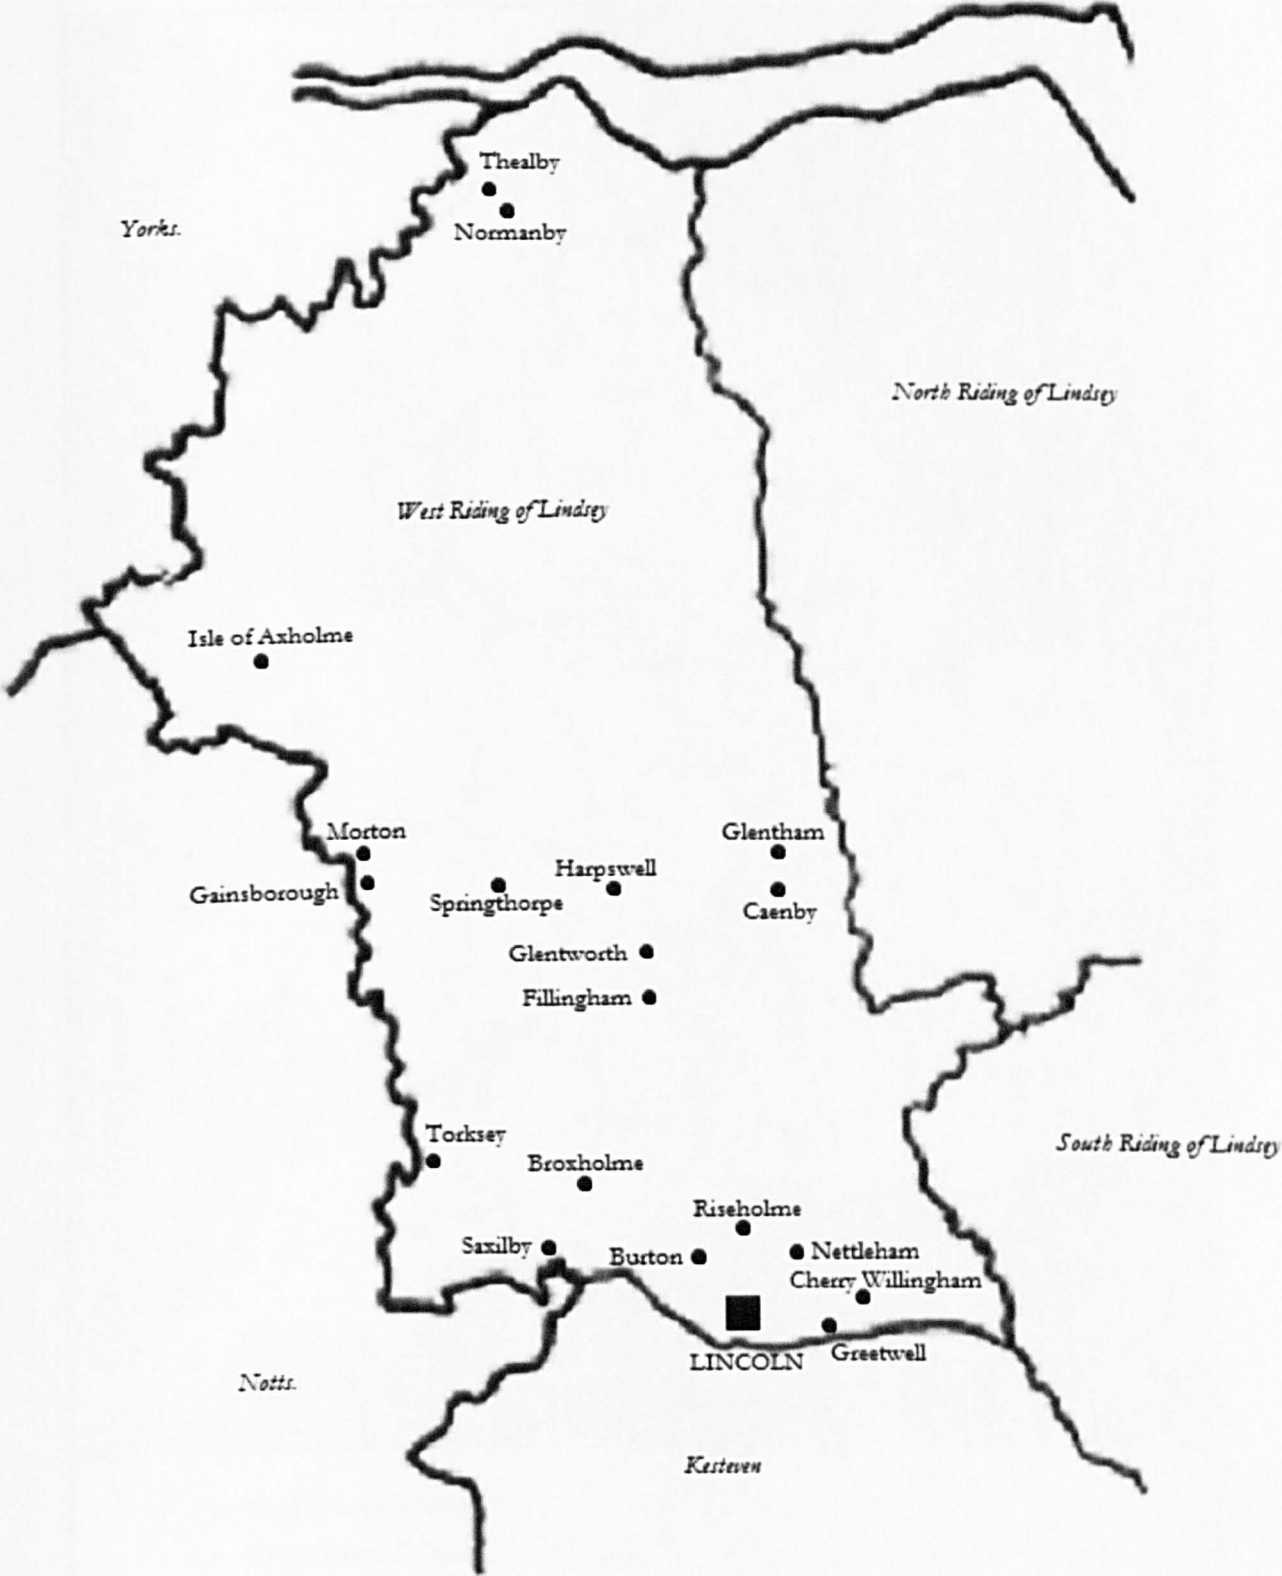 Thealby
Yorks.
Normanby
North Riding of Lindsey
West Riding of Lindsey
Isle of Axholme
Morton
Glentham
Harpswell
Gainsborough
Springthorpe
Caenby
Glentworth
Fillingham
Torksey
South Riding of Lindsey
Broxholme
Riseholme
Saxilby
Burton
Nettleham
Cherry Willingham
Greetwell
LINCOLN
Notts.
Kesteven